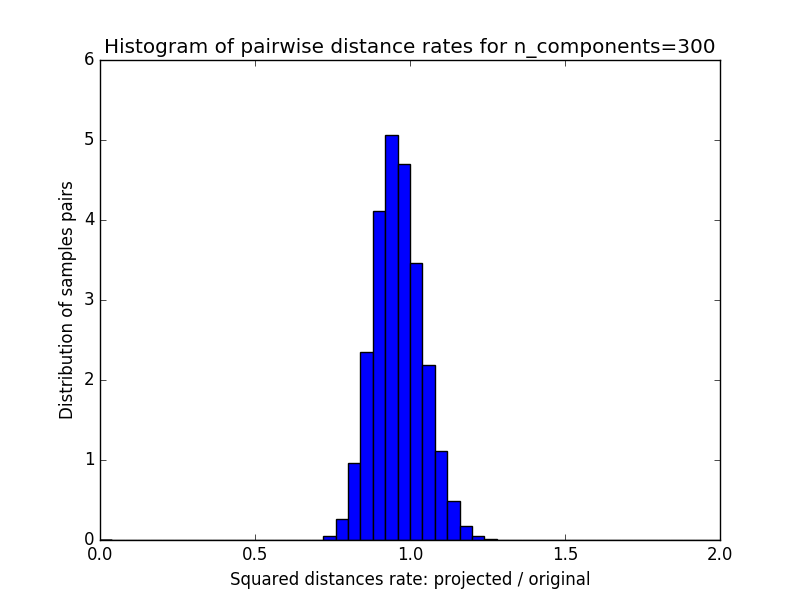 Histogram of pairwise distance rates for n_components=300
6
5
4
3
2
1
0
Distribution of samples pairs
0.0 0.5 1.0 1.5 2.0
Squared distances rate: projected / original